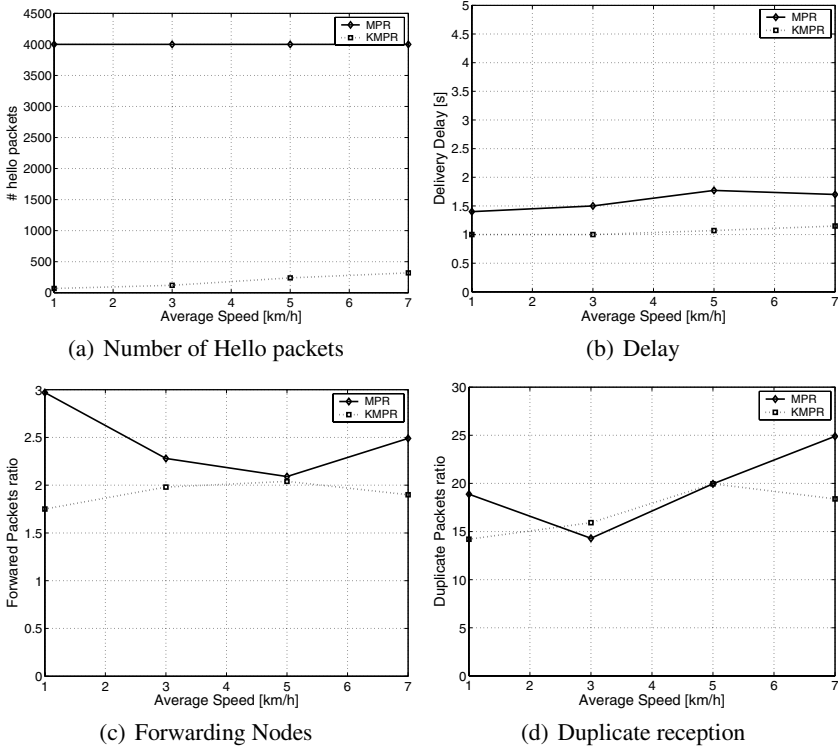 4500
4000
3500
3000
2500
2000
1500
1000
500
0
# hello packets
MPR
KMPR
1 2 3 4 5 6 7
Average Speed [km/h]
(a) Number of Hello packets
5
4.5
4
3.5
3
2.5
2
1.5
1
0.5
0
Delivery Delay [s]
MPR
KMPR
1 2 3 4 5 6 7
Average Speed [km/h]
(b) Delay
3
2.5
2
1.5
1
0.5
0
Forwared Packets ratio
MPR
KMPR
1 2 3 4 5 6 7
Average Speed [km/h]
(c) Forwarding Nodes
30
25
20
15
10
5
0
Duplicate Packets ratio
MPR
KMPR
1 2 3 4 5 6 7
Average Speed [km/h]
(d) Duplicate reception